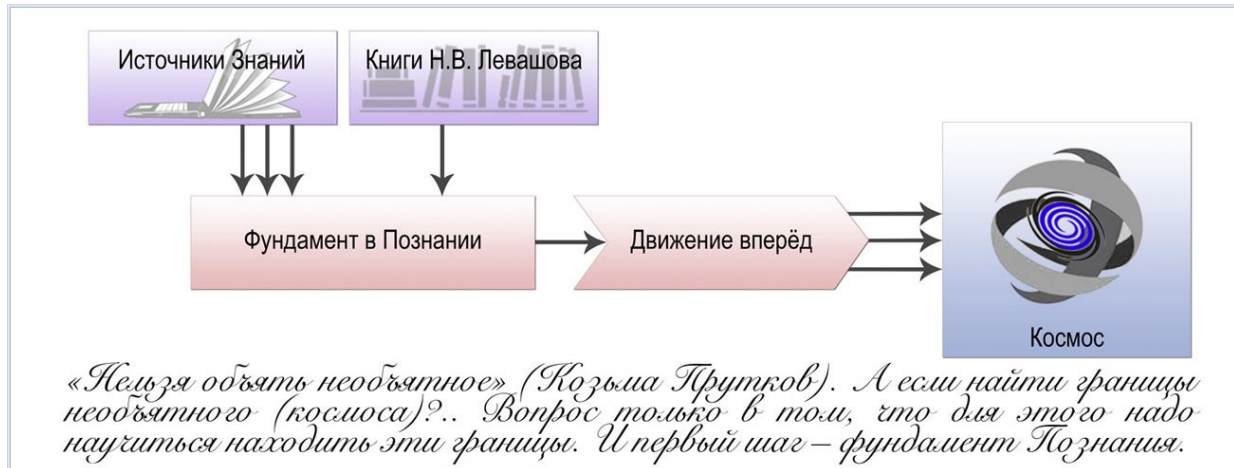 Источники Знаний
Книги Н.В. Левашова
Фундамент в Познании
Движение вперёд
Космос
«Нельзя объять необъятное» (Козьма Прутков). А если найти границы
необъятного (космоса)?.. Вопрос только в том, что для этого надо
научиться находить эти границы. И первый шаг – фундамент Познания.